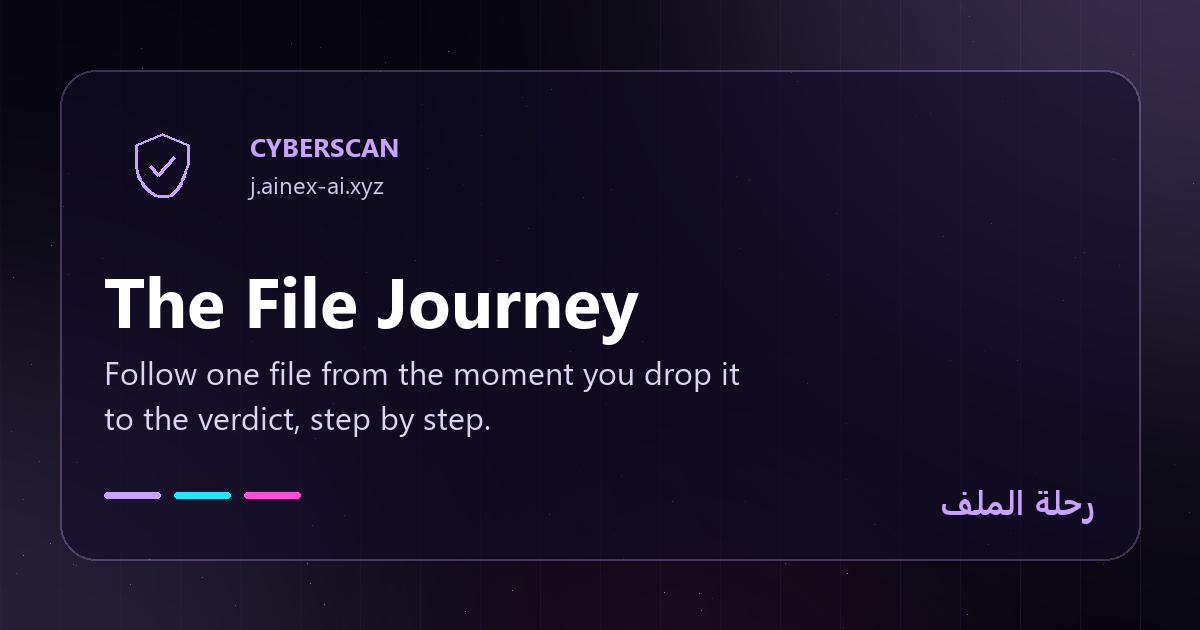 CYBERSCAN
j.ainex-ai.xyz
The File Journey
Follow one file from the moment you drop it
to the verdict, step by step.
رحلة الملف